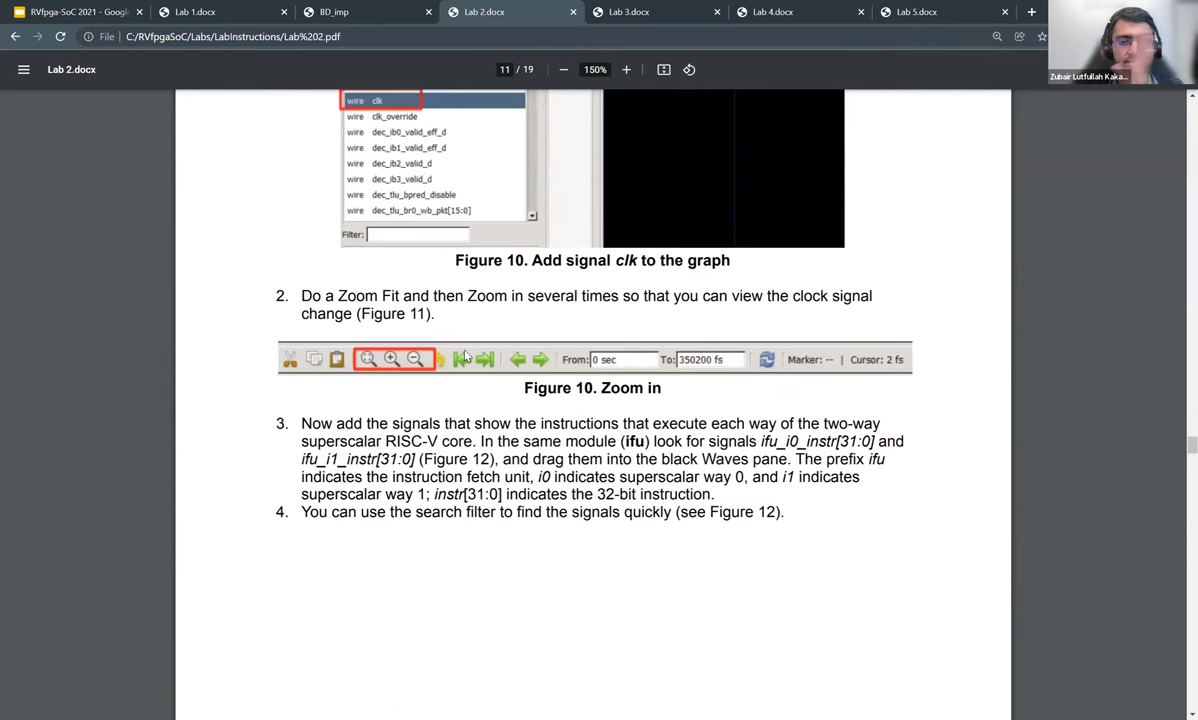 RVfpga-SoC 2021 - Google
Lab 1.docx
BD_imp
Lab 2.docx
Lab 3.docx
Lab 4.docx
Lab 5.docx
File
C:/RVfpgaSoC/Labs/LabInstructions/Lab%202.pdf
Lab 2.docx
11 / 19
150%
Zubair Lutfullah Kaka...
wire clk
wire clk_override
wire dec_ib0_valid_eff_d
wire dec_ib1_valid_eff_d
wire dec_ib2_valid_d
wire dec_ib3_valid_d
wire dec_tlu_bpred_disable
wire dec_tlu_br0_wb_pkt[15:0]
Filter:
Figure 10. Add signal clk to the graph
2. Do a Zoom Fit and then Zoom in several times so that you can view the clock signal
change (Figure 11).
From: 0 sec To: 350200 fs Marker: -- | Cursor: 2 fs
Figure 10. Zoom in
3. Now add the signals that show the instructions that execute each way of the two-way
superscalar RISC-V core. In the same module (ifu) look for signals ifu_i0_instr[31:0] and
ifu_i1_instr[31:0] (Figure 12), and drag them into the black Waves pane. The prefix ifu
indicates the instruction fetch unit, i0 indicates superscalar way 0, and i1 indicates
superscalar way 1; instr[31:0] indicates the 32-bit instruction.
4. You can use the search filter to find the signals quickly (see Figure 12).